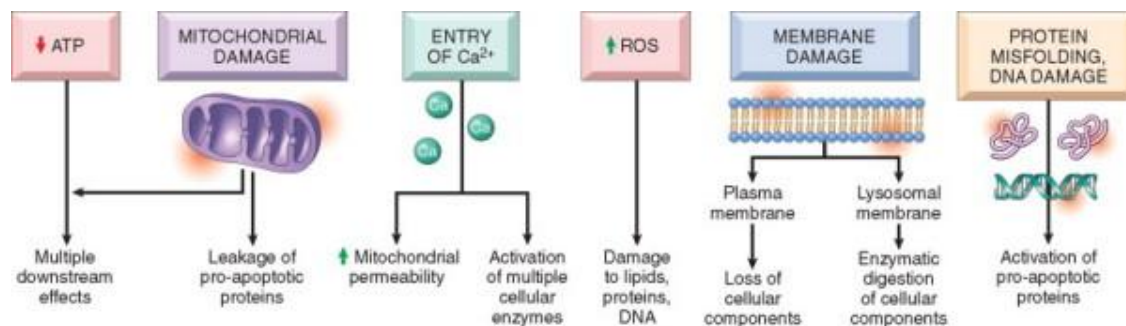 ↓ ATP
MITOCHONDRIAL
DAMAGE
ENTRY
OF Ca2+
↑ ROS
MEMBRANE
DAMAGE
PROTEIN
MISFOLDING,
DNA DAMAGE
Ca
Ca
Ca
Plasma
membrane
Lysosomal
membrane
Multiple
downstream
effects
Leakage of
pro-apoptotic
proteins
↑ Mitochondrial
permeability
Activation
of multiple
cellular
enzymes
Damage
to lipids,
proteins,
DNA
Loss of
cellular
components
Enzymatic
digestion
of cellular
components
Activation of
pro-apoptotic
proteins